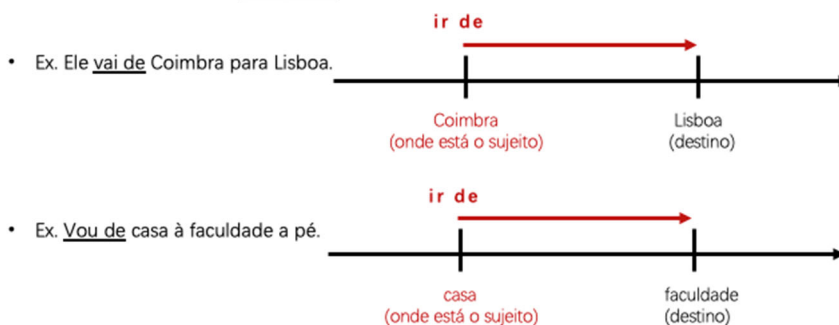 ir de
• Ex. Ele vai de Coimbra para Lisboa.
Coimbra
(onde está o sujeito)
Lisboa
(destino)
ir de
• Ex. Vou de casa à faculdade a pé.
casa
(onde está o sujeito)
faculdade
(destino)